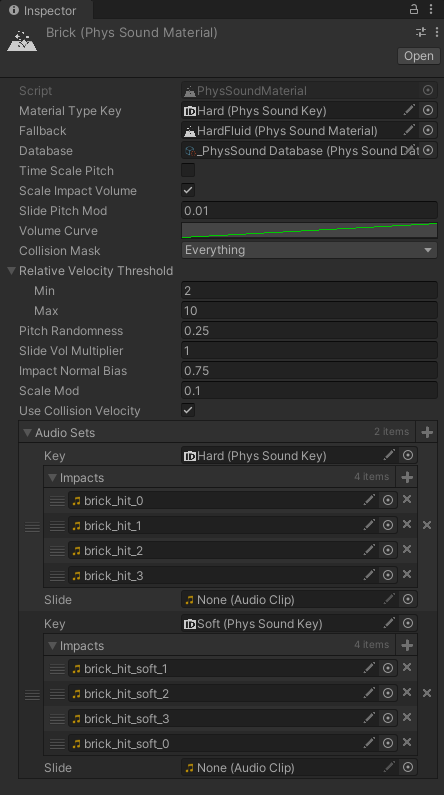 Inspector
Brick (Phys Sound Material)
Open
Script PhysSoundMaterial
Material Type Key Hard (Phys Sound Key)
Fallback HardFluid (Phys Sound Material)
Database _PhysSound Database (Phys Sound Dat
Time Scale Pitch
Scale Impact Volume
Slide Pitch Mod 0.01
Volume Curve
Collision Mask Everything
Relative Velocity Threshold
Min 2
Max 10
Pitch Randomness 0.25
Slide Vol Multiplier 1
Impact Normal Bias 0.75
Scale Mod 0.1
Use Collision Velocity
Audio Sets 2 items
Key Hard (Phys Sound Key)
Impacts 4 items
brick_hit_0
brick_hit_1
brick_hit_2
brick_hit_3
Slide None (Audio Clip)
Key Soft (Phys Sound Key)
Impacts 4 items
brick_hit_soft_1
brick_hit_soft_2
brick_hit_soft_3
brick_hit_soft_0
Slide None (Audio Clip)